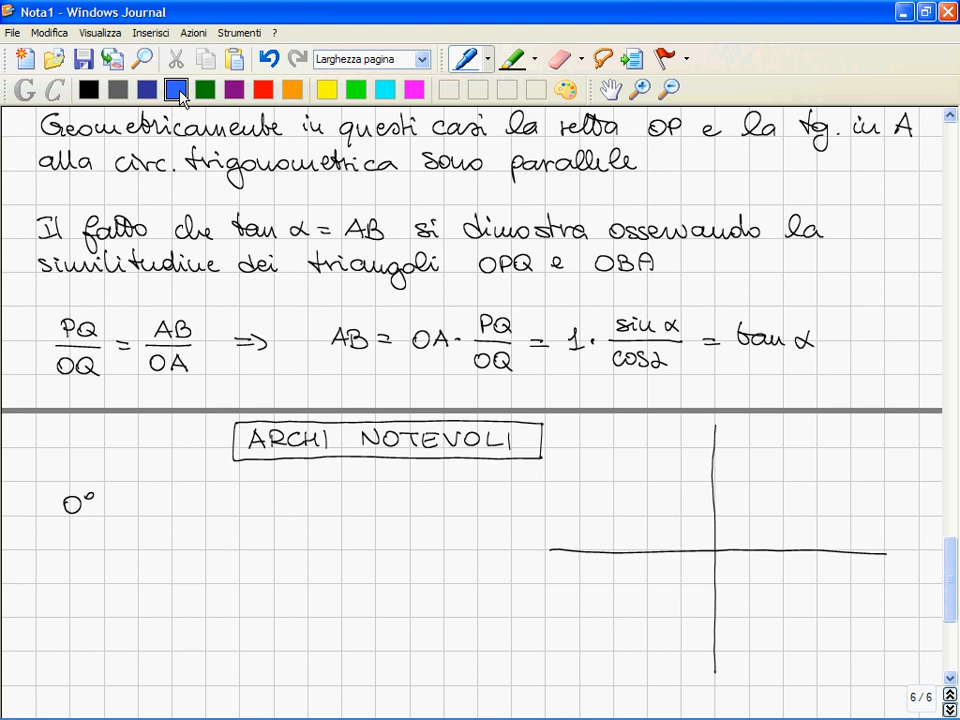 Nota1 - Windows Journal
File Modifica Visualizza Inserisci Azioni Strumenti ?
Larghezza pagina
G C
Geometricamente in questi casi la retta OP e la tg. in A
alla circ. trigonometrica sono parallele
Il fatto che tan α = AB si dimostra osservando la
similitudine dei triangoli OPQ e OBA
PQ/OQ = AB/OA ⇒ AB = OA · PQ/OQ = 1 · sin α/cos α = tan α
ARCHI NOTEVOLI
0°
6 / 6